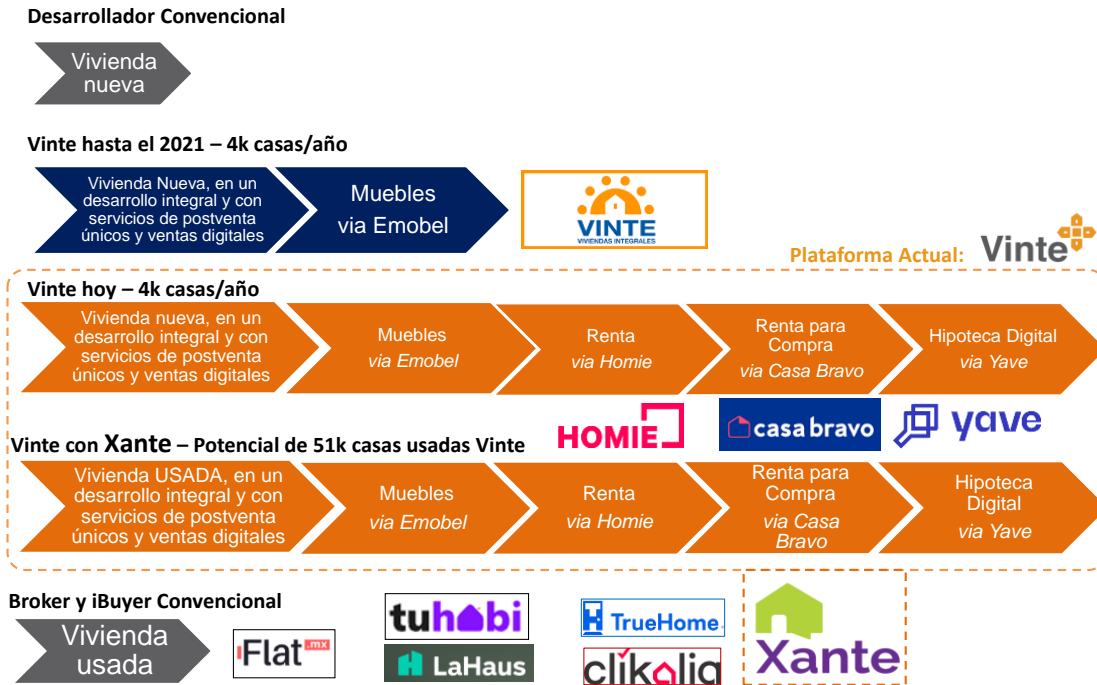 Desarrollador Convencional
Vivienda
nueva
Vinte hasta el 2021 – 4k casas/año
Vivienda Nueva, en un
desarrollo integral y con
servicios de postventa
únicos y ventas digitales
Muebles
via Emobel
VINTE
VIVIENDAS INTEGRALES
Plataforma Actual:
Vinte
Vinte hoy – 4k casas/año
Vivienda nueva, en un
desarrollo integral y con
servicios de postventa
únicos y ventas digitales
Muebles
via Emobel
Renta
via Homie
Renta para
Compra
via Casa Bravo
Hipoteca Digital
via Yave
HOMIE
casa bravo
yave
Vinte con Xante – Potencial de 51k casas usadas Vinte
Vivienda USADA, en un
desarrollo integral y con
servicios de postventa
únicos y ventas digitales
Muebles
via Emobel
Renta
via Homie
Renta para
Compra
via Casa
Bravo
Hipoteca
Digital
via Yave
Broker y iBuyer Convencional
Vivienda
usada
Flat.mx
tuhabi
LaHaus
TrueHome
clikalia
Xante